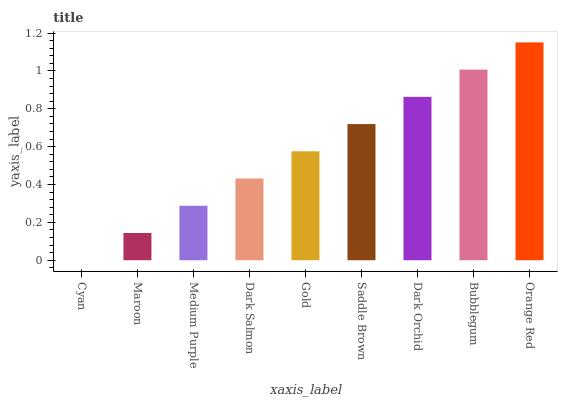 title
yaxis_label
1.2
1
0.8
0.6
0.4
0.2
0
Cyan
Maroon
Medium Purple
Dark Salmon
Gold
Saddle Brown
Dark Orchid
Bubblegum
Orange Red
xaxis_label